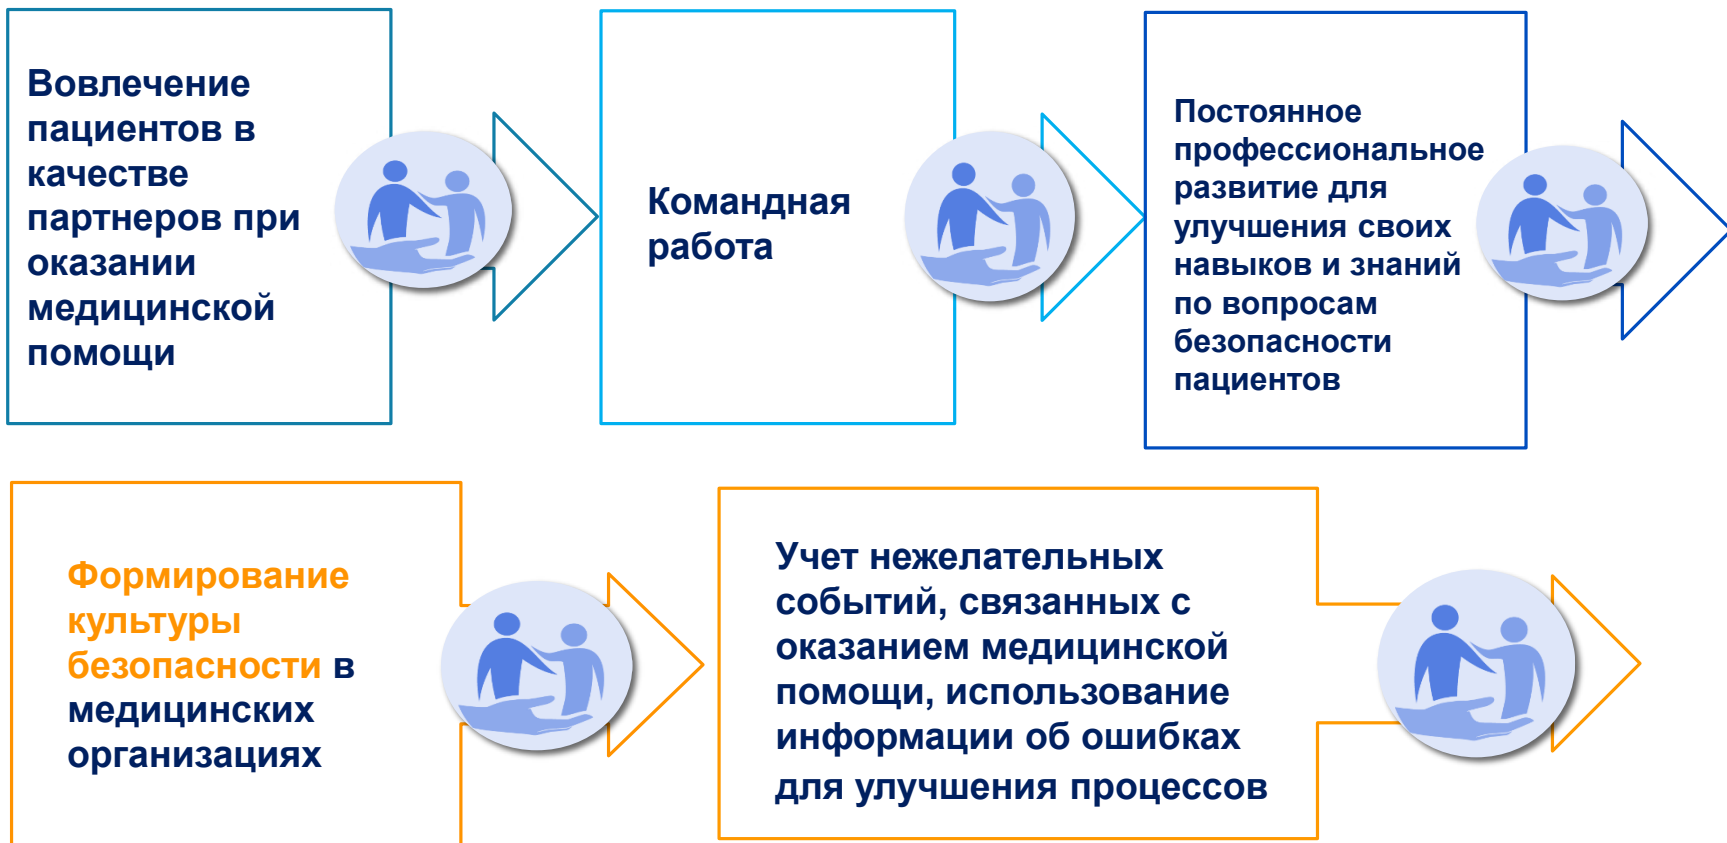 Вовлечение
пациентов в
качестве
партнеров при
оказании
медицинской
помощи
Командная
работа
Постоянное
профессиональное
развитие для
улучшения своих
навыков и знаний
по вопросам
безопасности
пациентов
Формирование
культуры
безопасности в
медицинских
организациях
Учет нежелательных
событий, связанных с
оказанием медицинской
помощи, использование
информации об ошибках
для улучшения процессов